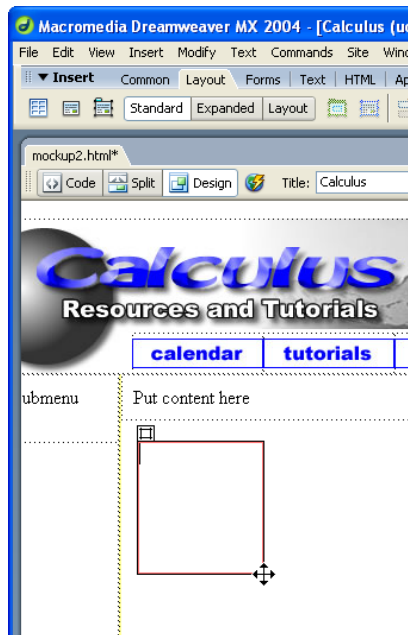 Macromedia Dreamweaver MX 2004 - [Calculus (u
File Edit View Insert Modify Text Commands Site Win
▼ Insert Common Layout Forms Text HTML Ap
Standard Expanded Layout
mockup2.html*
Code Split Design Title: Calculus
Calculus
Resources and Tutorials
calendar tutorials
ubmenu Put content here